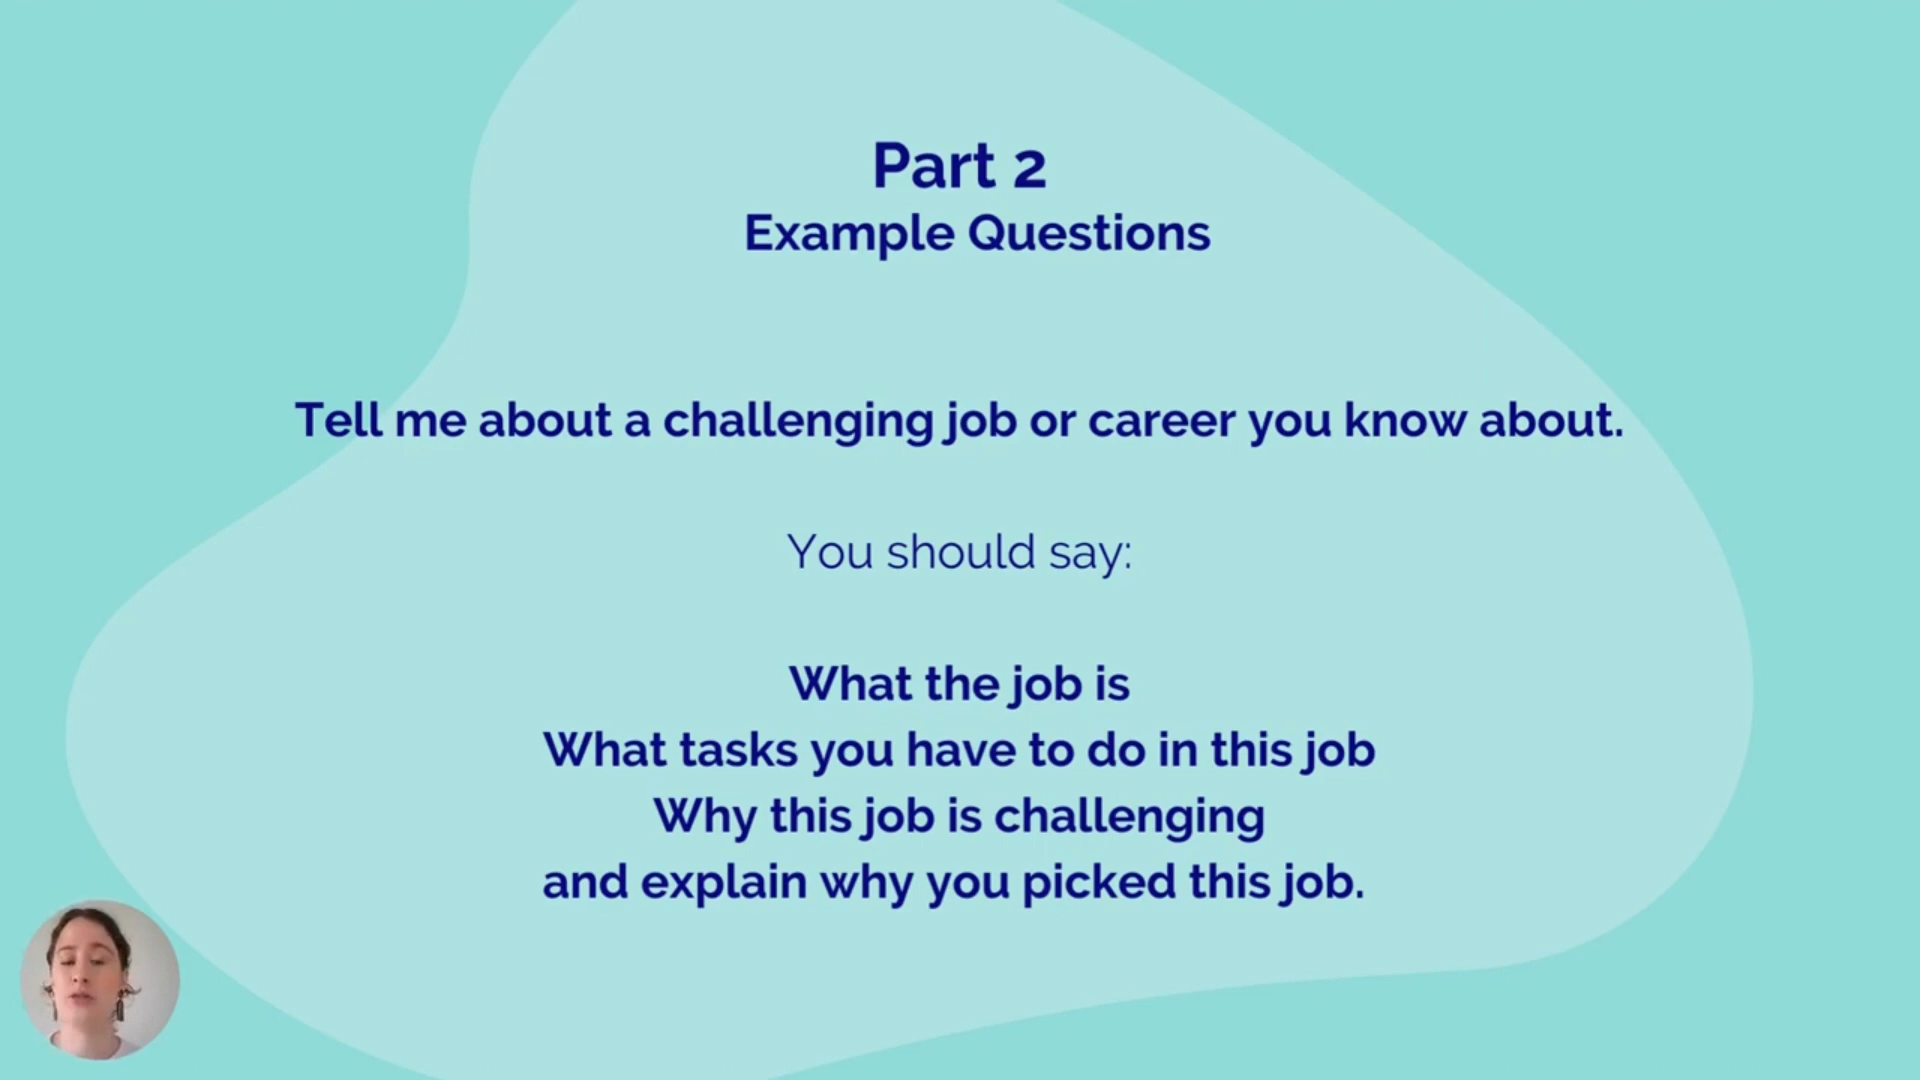 Part 2
Example Questions
Tell me about a challenging job or career you know about.
You should say:
What the job is
What tasks you have to do in this job
Why this job is challenging
and explain why you picked this job.